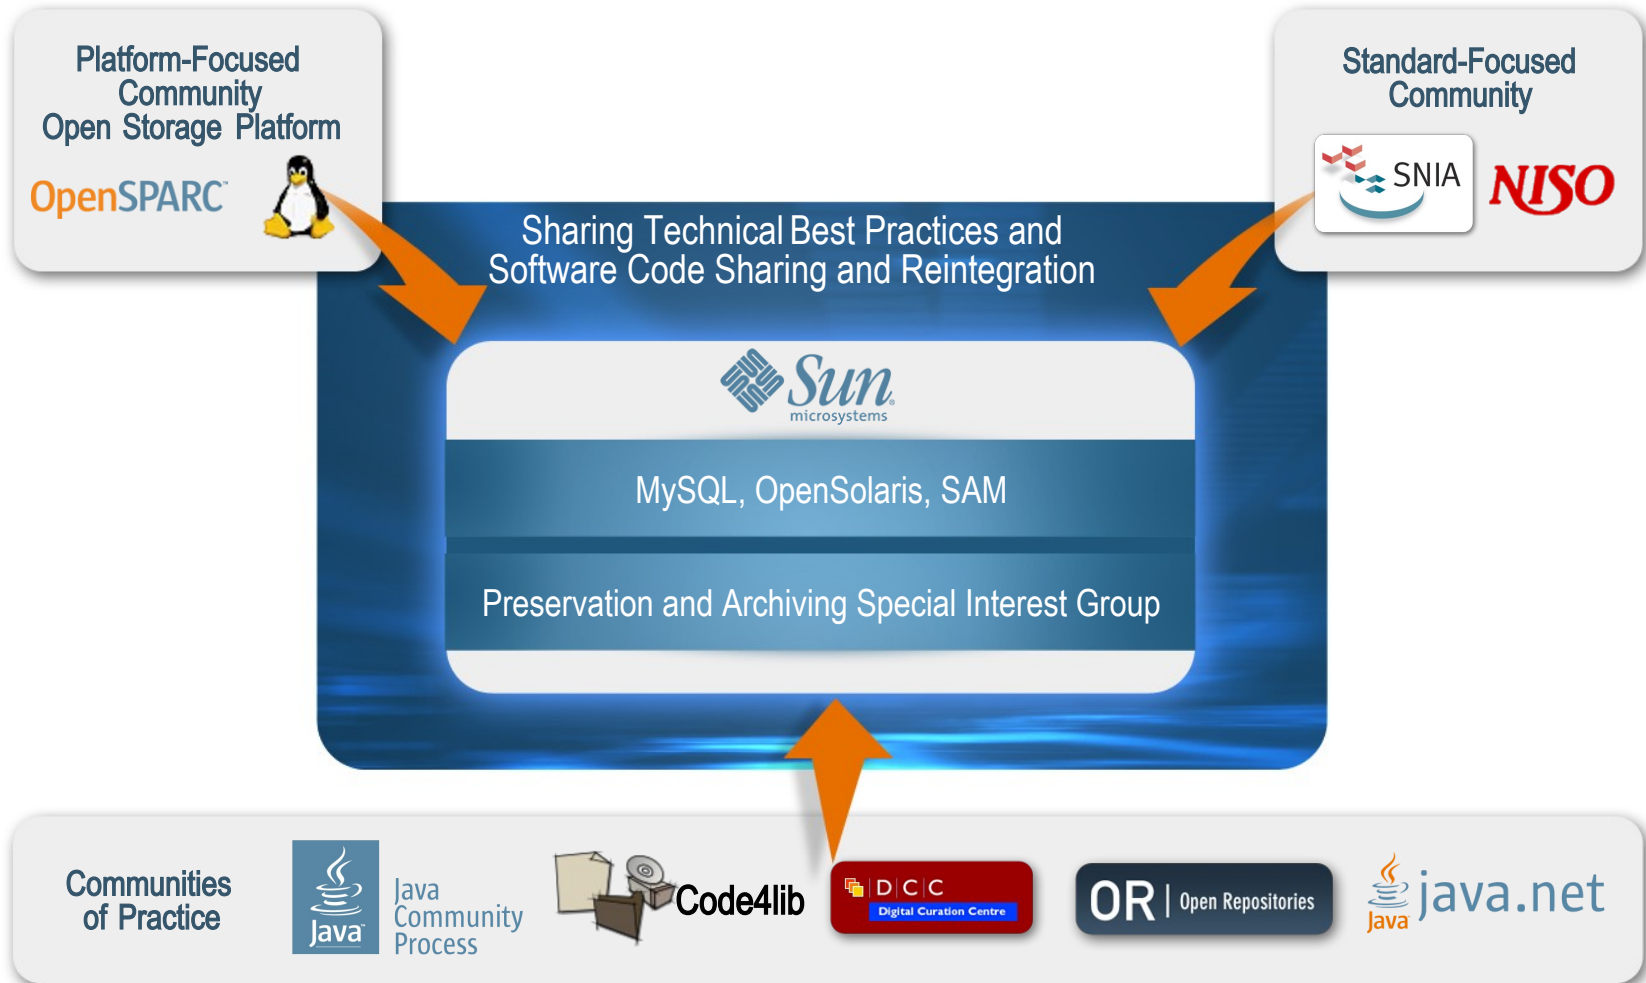 Platform-Focused
Community
Open Storage Platform
OpenSPARC™
Standard-Focused
Community
SNIA
NISO
Sharing Technical Best Practices and
Software Code Sharing and Reintegration
Sun
microsystems
MySQL, OpenSolaris, SAM
Preservation and Archiving Special Interest Group
Communities
of Practice
Java
Java
Community
Process
Code4lib
D|C|C
Digital Curation Centre
OR | Open Repositories
Java
java.net